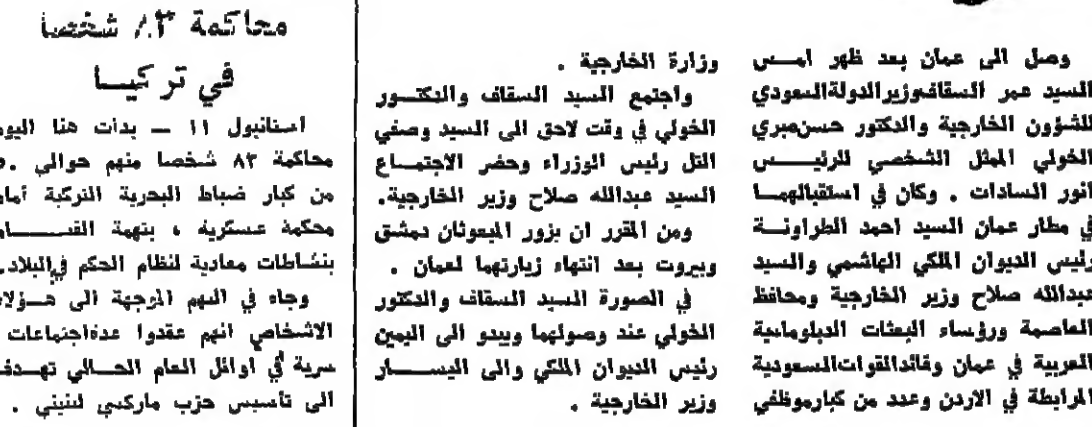 وصل الى عمان بعد ظهر امس
السيد عمر السقاف وزير الدولة السعودي
للشؤون الخارجية والدكتور حسن صبري
الخولي الممثل الشخصي للرئيس
انور السادات . وكان في استقبالهما
في مطار عمان السيد احمد الطراونة
رئيس الديوان الملكي الهاشمي والسيد
عبدالله صلاح وزير الخارجية ومحافظ
العاصمة ورؤساء البعثات الدبلوماسية
العربية في عمان وقائد القوات السعودية
المرابطة في الاردن وعدد من كبار موظفي
وزارة الخارجية .
واجتمع السيد السقاف والدكتور
الخولي في وقت لاحق الى السيد وصفي
التل رئيس الوزراء وحضر الاجتماع
السيد عبدالله صلاح وزير الخارجية.
ومن المقرر ان يزور المبعوثان دمشق
وبيروت بعد انتهاء زيارتهما لعمان .
في الصورة السيد السقاف والدكتور
الخولي عند وصولهما ويبدو الى اليمين
رئيس الديوان الملكي والى اليسار
وزير الخارجية .
محاكمة ٨٣ شخصا
في تركيا
استانبول ١١ — بدأت هنا اليوم
محاكمة ٨٣ شخصا منهم حوالي
من كبار ضباط البحرية التركية أمام
محكمة عسكرية ، بتهمة القيام
بنشاطات معادية لنظام الحكم في البلاد.
وجاء في التهم الموجهة الى هؤلاء
الاشخاص انهم عقدوا عدة اجتماعات
سرية في اوائل العام الحالي تهدف
الى تأسيس حزب ماركسي لنيني .